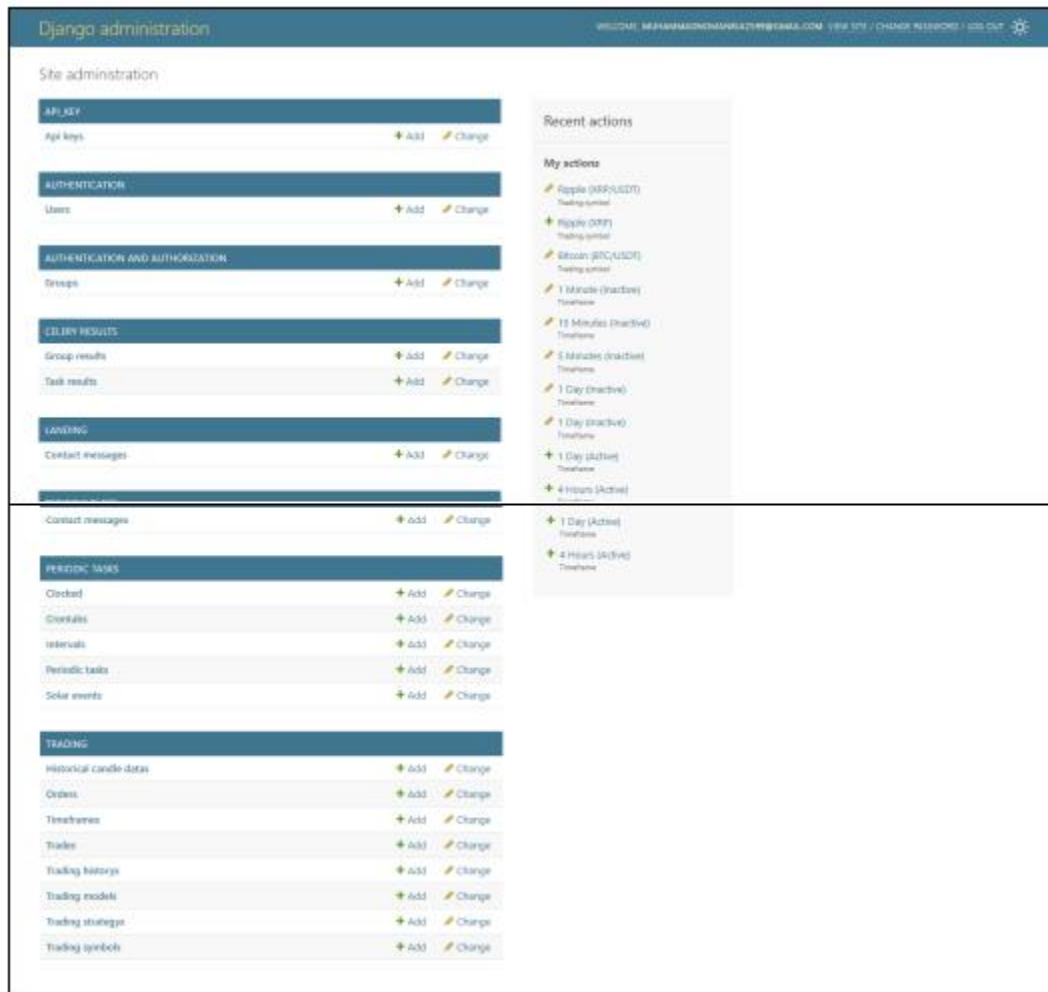 Django administration
WELCOME, VIEW SITE / CHANGE PASSWORD / LOG OUT
Site administration
API_KEY
Api keys + Add Change
AUTHENTICATION
Users + Add Change
AUTHENTICATION AND AUTHORIZATION
Groups + Add Change
CELERY RESULTS
Group results + Add Change
Task results + Add Change
LANDING
Contact messages + Add Change
Contact messages + Add Change
PERIODIC TASKS
Clocked + Add Change
Crontabs + Add Change
Intervals + Add Change
Periodic tasks + Add Change
Solar events + Add Change
TRADING
Historical candle datas + Add Change
Orders + Add Change
Timeframes + Add Change
Trades + Add Change
Trading historys + Add Change
Trading models + Add Change
Trading strategys + Add Change
Trading symbols + Add Change
Recent actions
My actions
Ripple (XRP/USDT)
Trading symbol
+ Ripple (XRP)
Trading symbol
Bitcoin (BTC/USDT)
Trading symbol
1 Minute (Inactive)
Timeframe
Minutes (Inactive)
Timeframe
5 Minutes (Inactive)
Timeframe
1 Day (Inactive)
Timeframe
1 Day (Inactive)
Timeframe
+ 1 Day (Active)
Timeframe
+ 4 Hours (Active)
+ 1 Day (Active)
Timeframe
+ 4 Hours (Active)
Timeframe